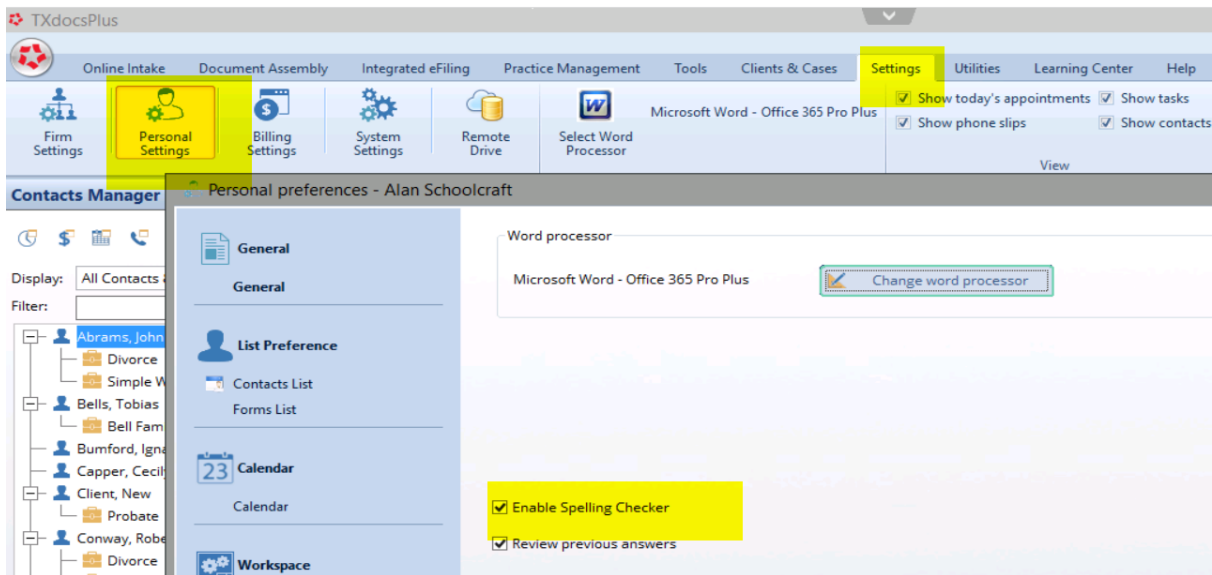 TXdocsPlus
Online Intake Document Assembly Integrated eFiling Practice Management Tools Clients & Cases Settings Utilities Learning Center Help
Firm Settings
Personal Settings
Billing Settings
System Settings
Remote Drive
Select Word Processor
Microsoft Word - Office 365 Pro Plus
Show today's appointments Show tasks
Show phone slips Show contacts
View
Contacts Manager
Display: All Contacts
Filter:
Abrams, John
Divorce
Simple W
Bells, Tobias
Bell Fam
Bumford, Igna
Capper, Cecil
Client, New
Probate
Conway, Robe
Divorce
Personal preferences - Alan Schoolcraft
General
General
List Preference
Contacts List
Forms List
23 Calendar
Calendar
Workspace
Word processor
Microsoft Word - Office 365 Pro Plus Change word processor
Enable Spelling Checker
Review previous answers